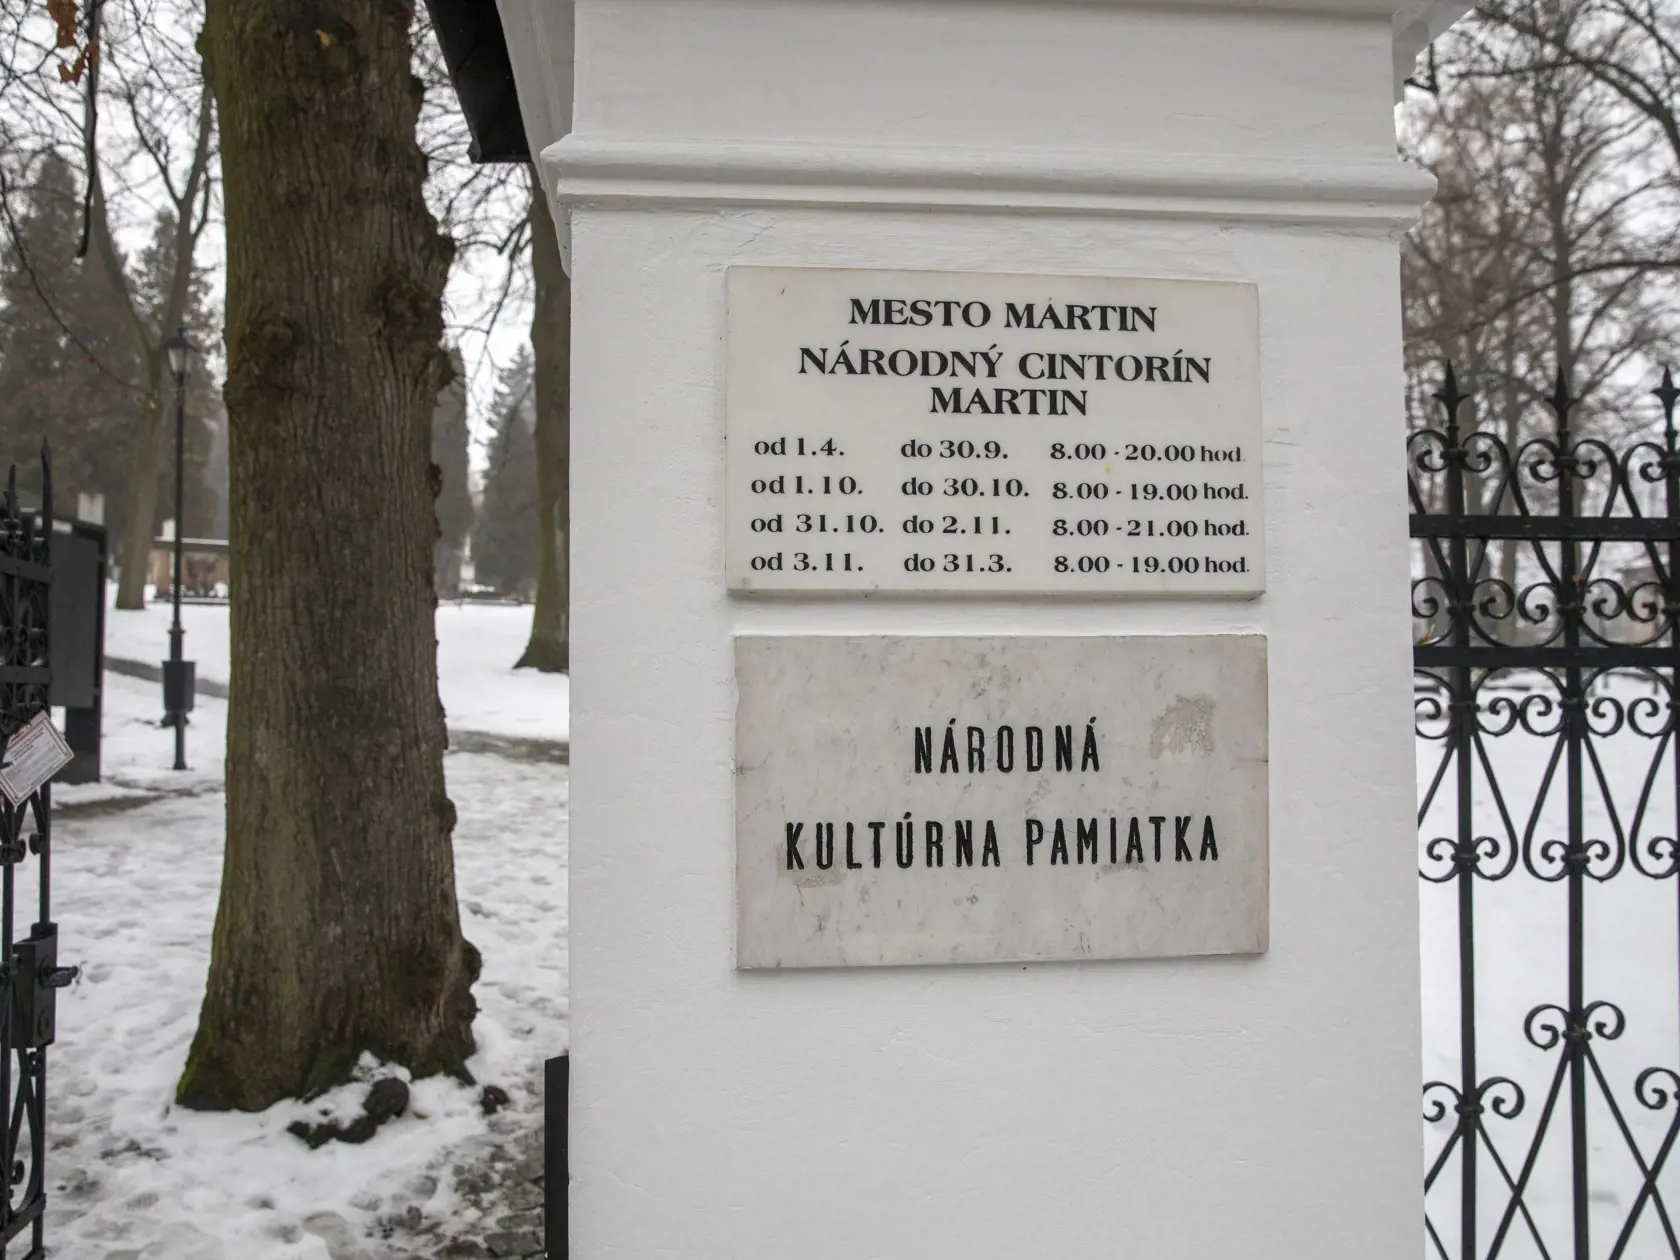 MESTO MARTIN
NÁRODNÝ CINTORÍN
MARTIN
od 1.4. do 30.9. 8.00 - 20.00 hod.
od 1.10. do 30.10. 8.00 - 19.00 hod.
od 31.10. do 2.11. 8.00 - 21.00 hod.
od 3.11. do 31.3. 8.00 - 19.00 hod.
NÁRODNÁ
KULTÚRNA PAMIATKA